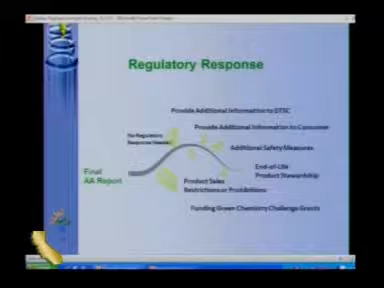 Regulatory Response
Provide Additional Information to DTSC
Provide Additional Information to Consumer
No Regulatory
Response Needed
Additional Safety Measures
End-of-Life
Product Stewardship
Final
AA Report
Product Sales
Restrictions or Prohibitions
Funding Green Chemistry Challenge Grants